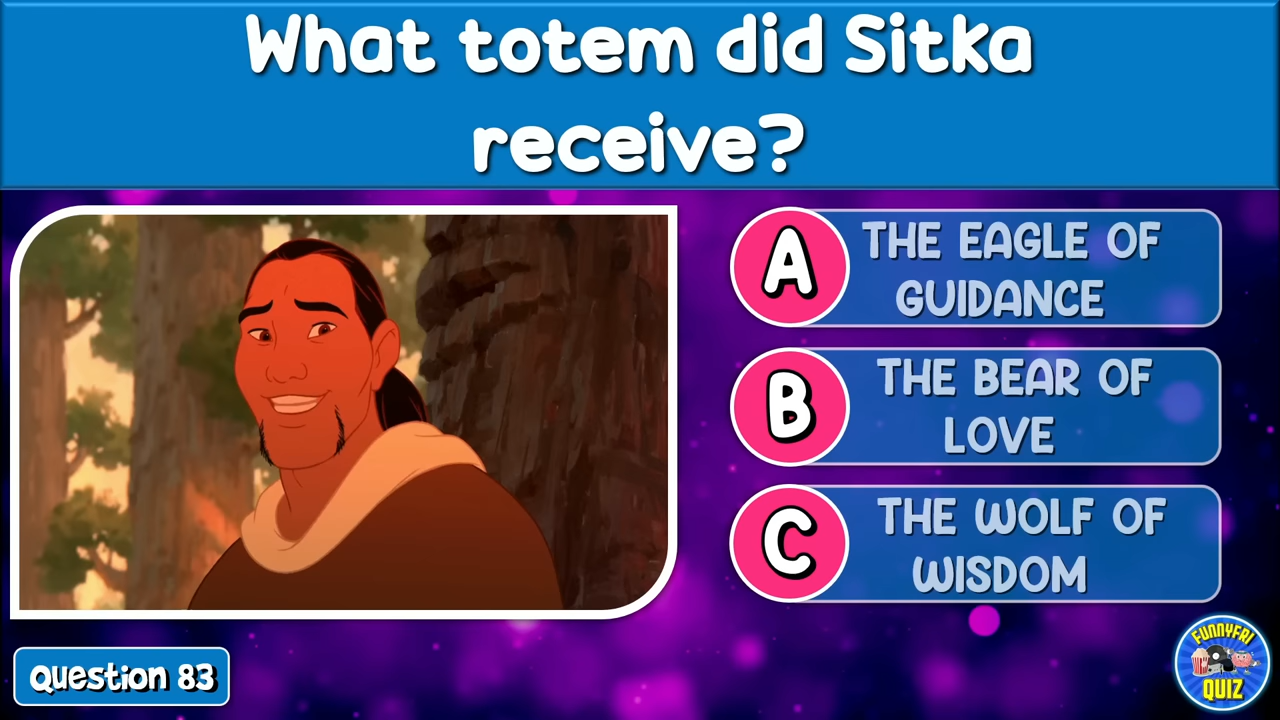 What totem did Sitka
receive?
A
THE EAGLE OF
GUIDANCE
B
THE BEAR OF
LOVE
C
THE WOLF OF
WISDOM
Question 83
FUNNYFRI
QUIZ